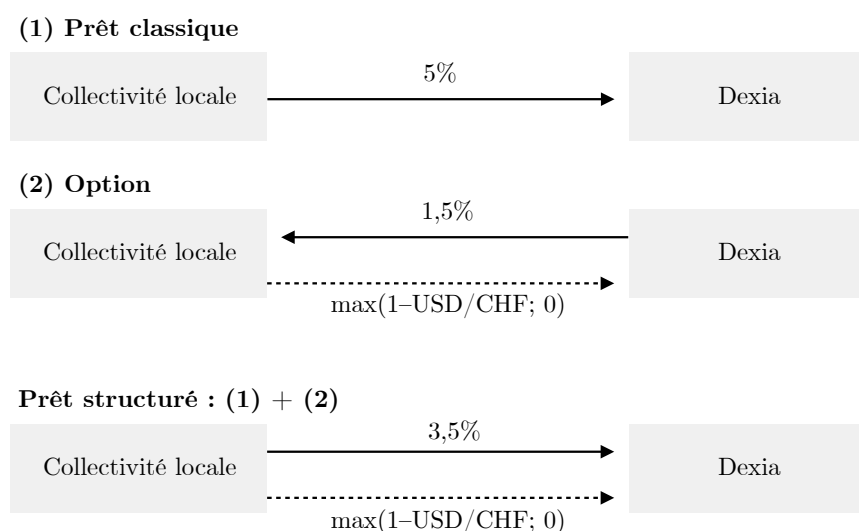 (1) Prêt classique
5%
Collectivité locale
Dexia
(2) Option
1,5%
Collectivité locale
Dexia
max(1–USD/CHF; 0)
Prêt structuré : (1) + (2)
3,5%
Collectivité locale
Dexia
max(1–USD/CHF; 0)